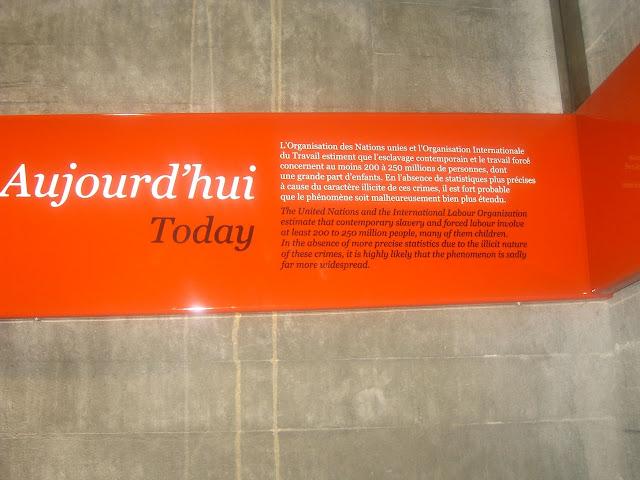 Aujourd'hui
Today
L'Organisation des Nations unies et l'Organisation Internationale
du Travail estiment que l'esclavage contemporain et le travail forcé
concernent au moins 200 à 250 millions de personnes, dont
une grande part d'enfants. En l'absence de statistiques plus précises
à cause du caractère illicite de ces crimes, il est fort probable
que le phénomène soit malheureusement bien plus étendu.
The United Nations and the International Labour Organization
estimate that contemporary slavery and forced labour involve
at least 200 to 250 million people, many of them children.
In the absence of more precise statistics due to the illicit nature
of these crimes, it is highly likely that the phenomenon is sadly
far more widespread.